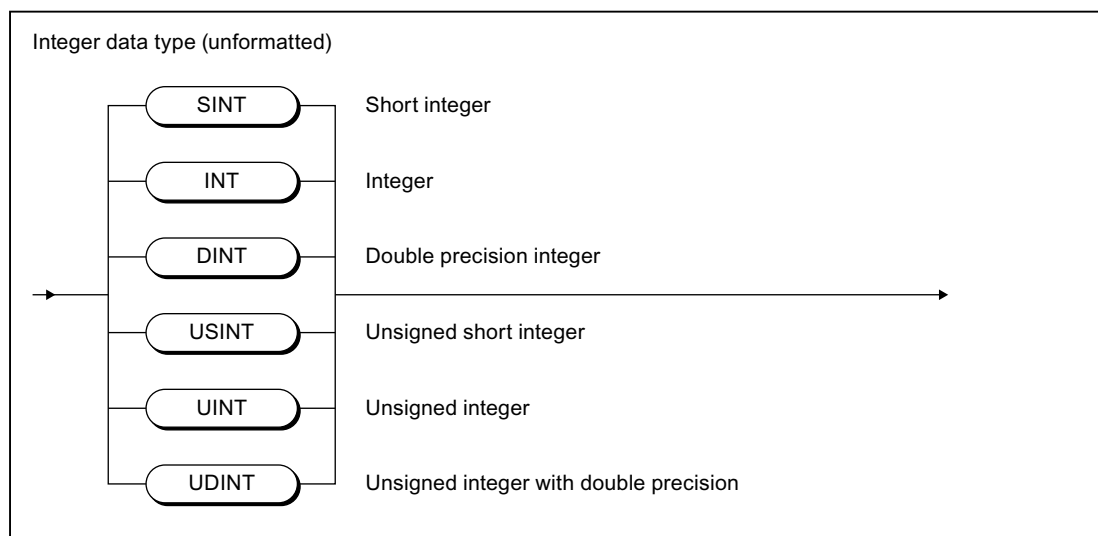 Integer data type (unformatted)
SINT Short integer
INT Integer
DINT Double precision integer
USINT Unsigned short integer
UINT Unsigned integer
UDINT Unsigned integer with double precision